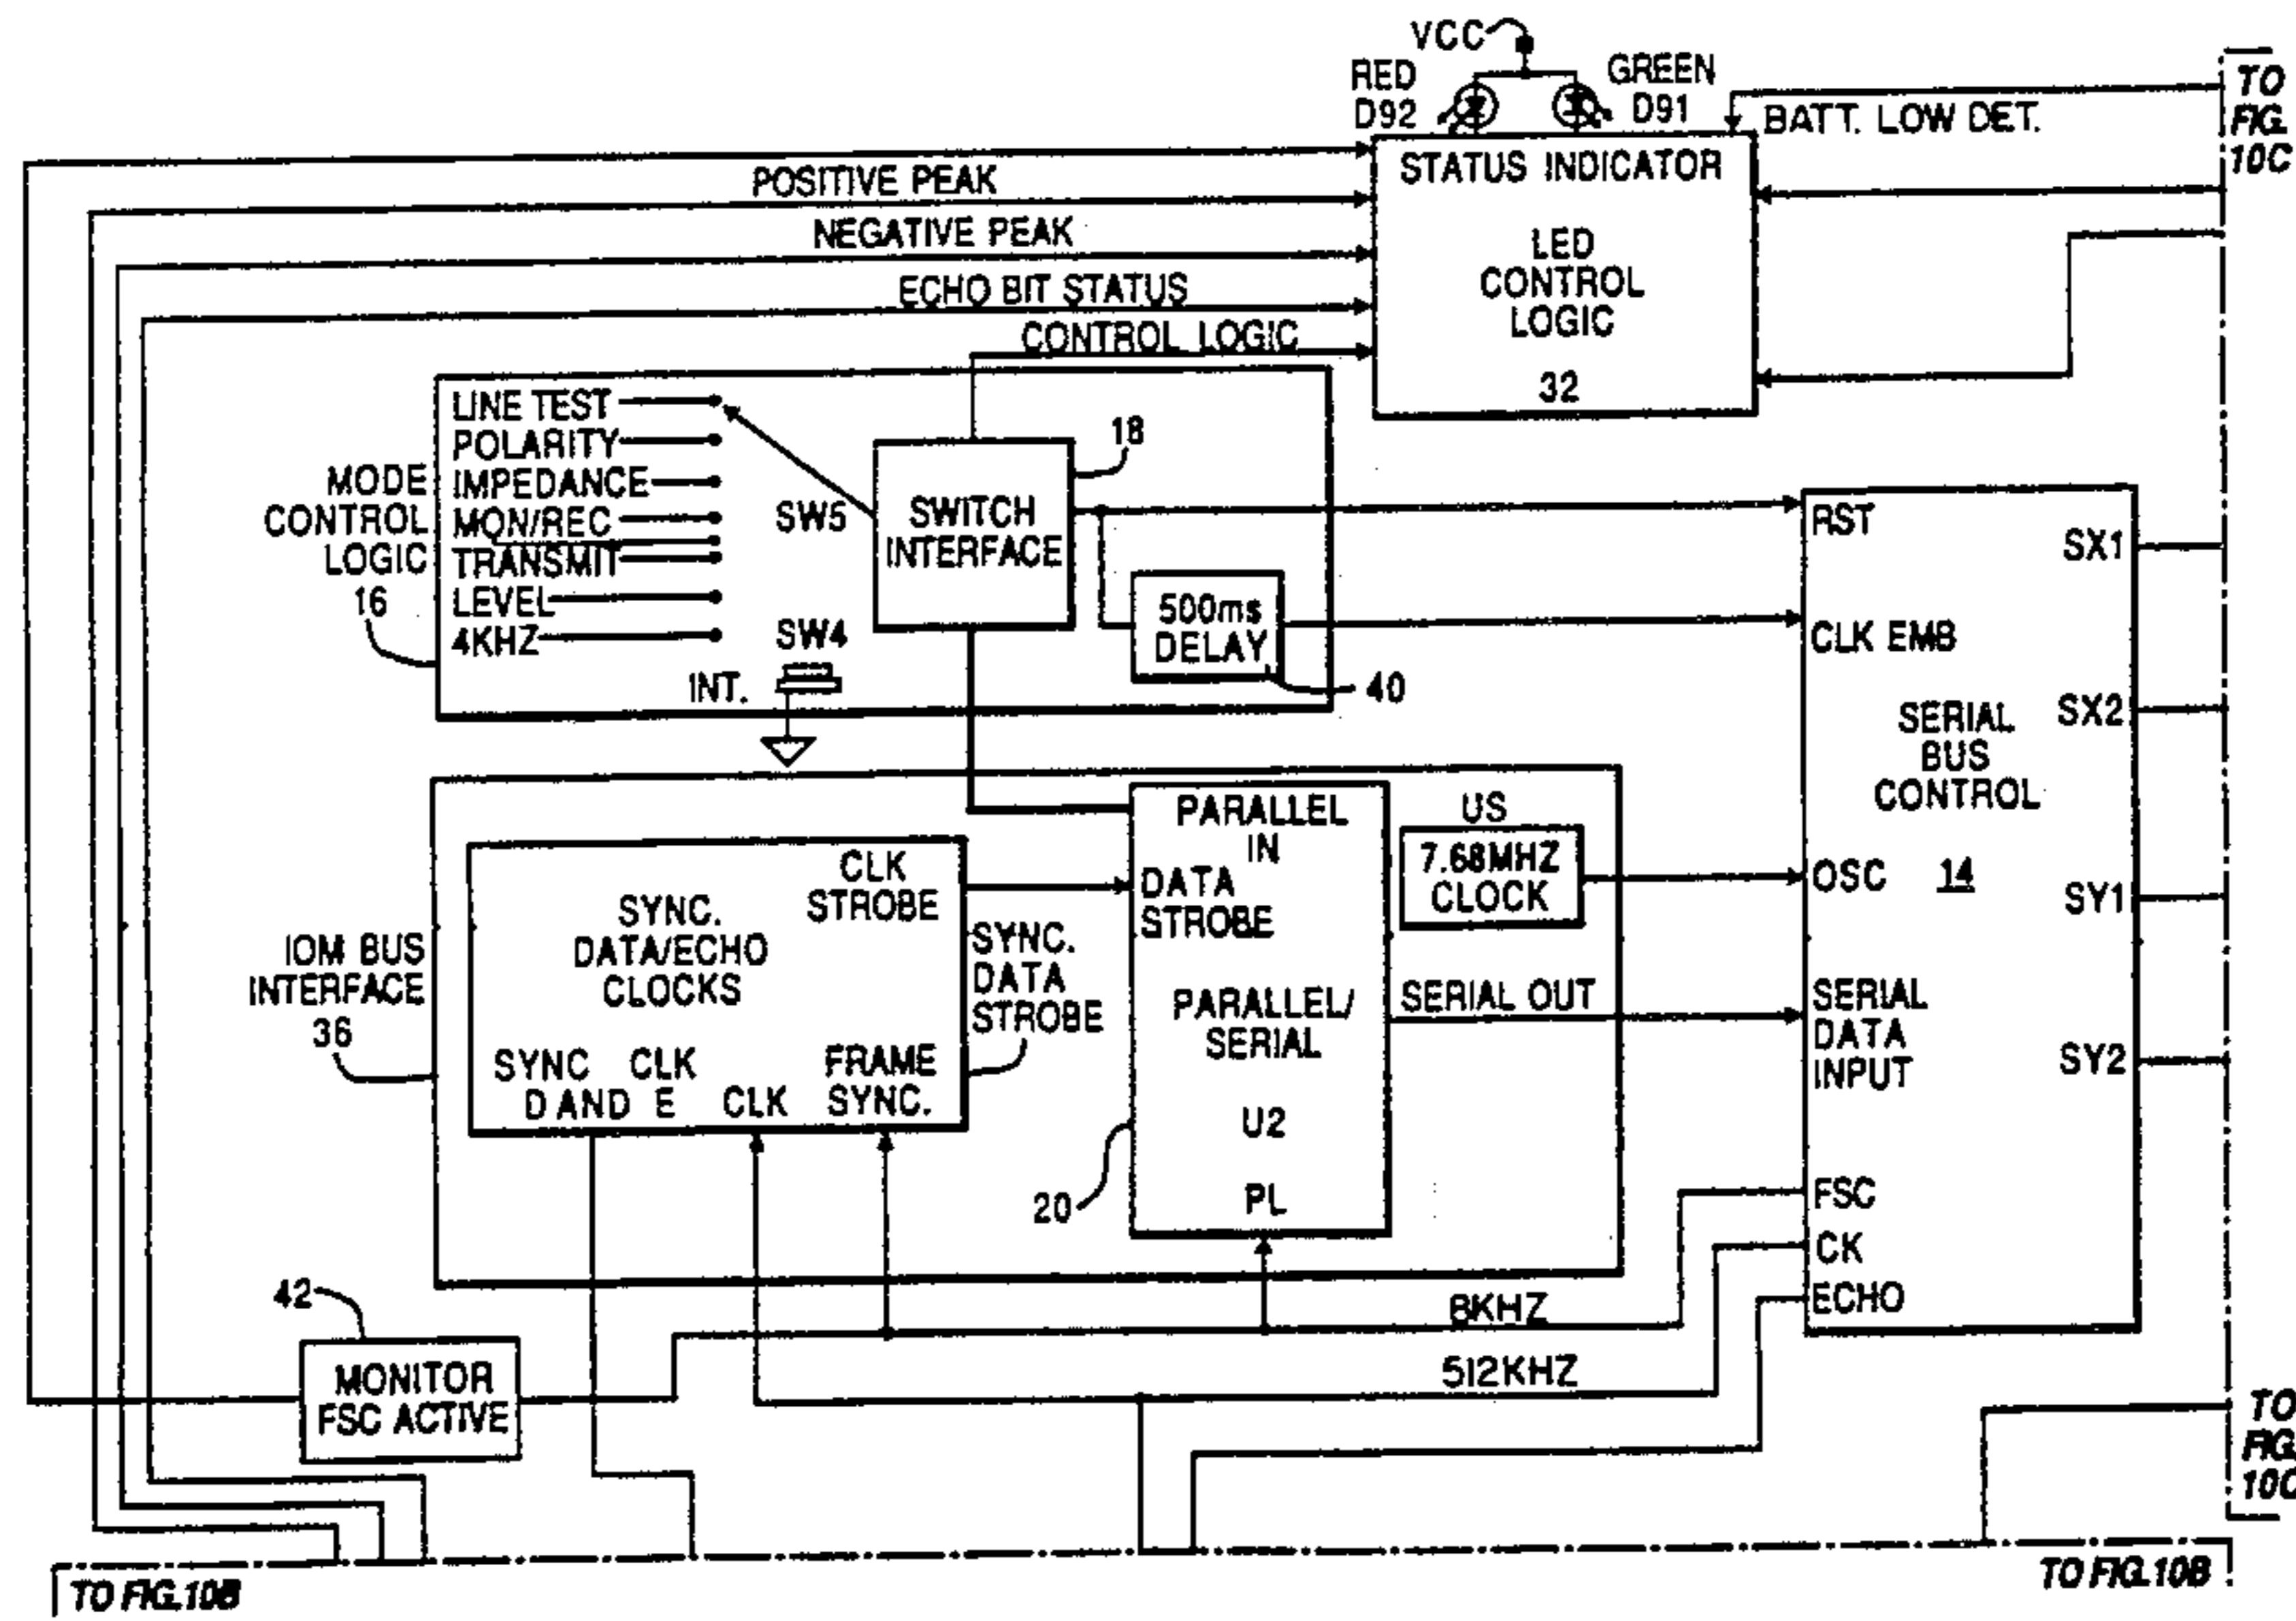 VCC
RED
D92
GREEN
D91
BATT. LOW DET.
TO
FIG.
10C
STATUS INDICATOR
LED
CONTROL
LOGIC
32
POSITIVE PEAK
NEGATIVE PEAK
ECHO BIT STATUS
CONTROL LOGIC
MODE
CONTROL
LOGIC
16
LINE TEST
POLARITY
IMPEDANCE
MON/REC
TRANSMIT
LEVEL
4KHZ
SW5
SW4
INT.
SWITCH
INTERFACE
18
500ms
DELAY
40
RST
CLK EMB
SERIAL
BUS
CONTROL
14
OSC
SERIAL
DATA
INPUT
FSC
CK
ECHO
SX1
SX2
SY1
SY2
IOM BUS
INTERFACE
36
SYNC.
DATA/ECHO
CLOCKS
CLK
STROBE
SYNC.
DATA
STROBE
SYNC CLK
D AND E
CLK
FRAME
SYNC.
PARALLEL
IN
DATA
STROBE
PARALLEL/
SERIAL
U2
PL
20
US
7.68MHZ
CLOCK
SERIAL OUT
8KHZ
512KHZ
42
MONITOR
FSC ACTIVE
TO
FIG.
10C
TO FIG.10B
TO FIG.10B